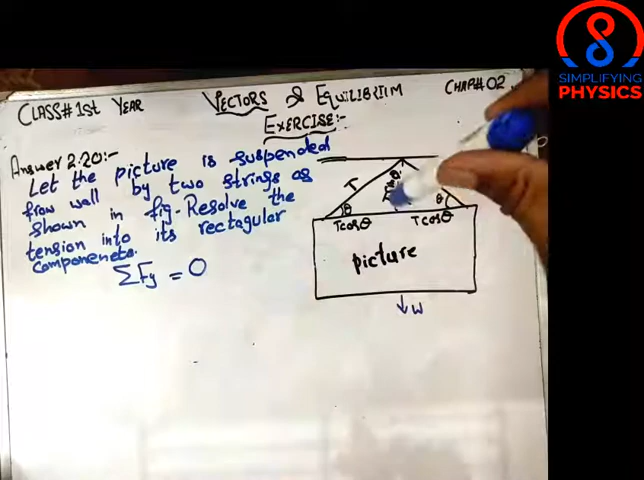 SIMPLIFYING
PHYSICS
CLASS# 1st YEAR
VECTORS & EQUILIBRIUM
CHAP# 02
EXERCISE:-
Answer 2.20:-
Let the picture is suspended
from wall by two strings as
shown in fig. Resolve the
tension into its rectagular
componenets.
ΣFy = 0
T
θ
θ
Tcosθ
Tcosθ
picture
W